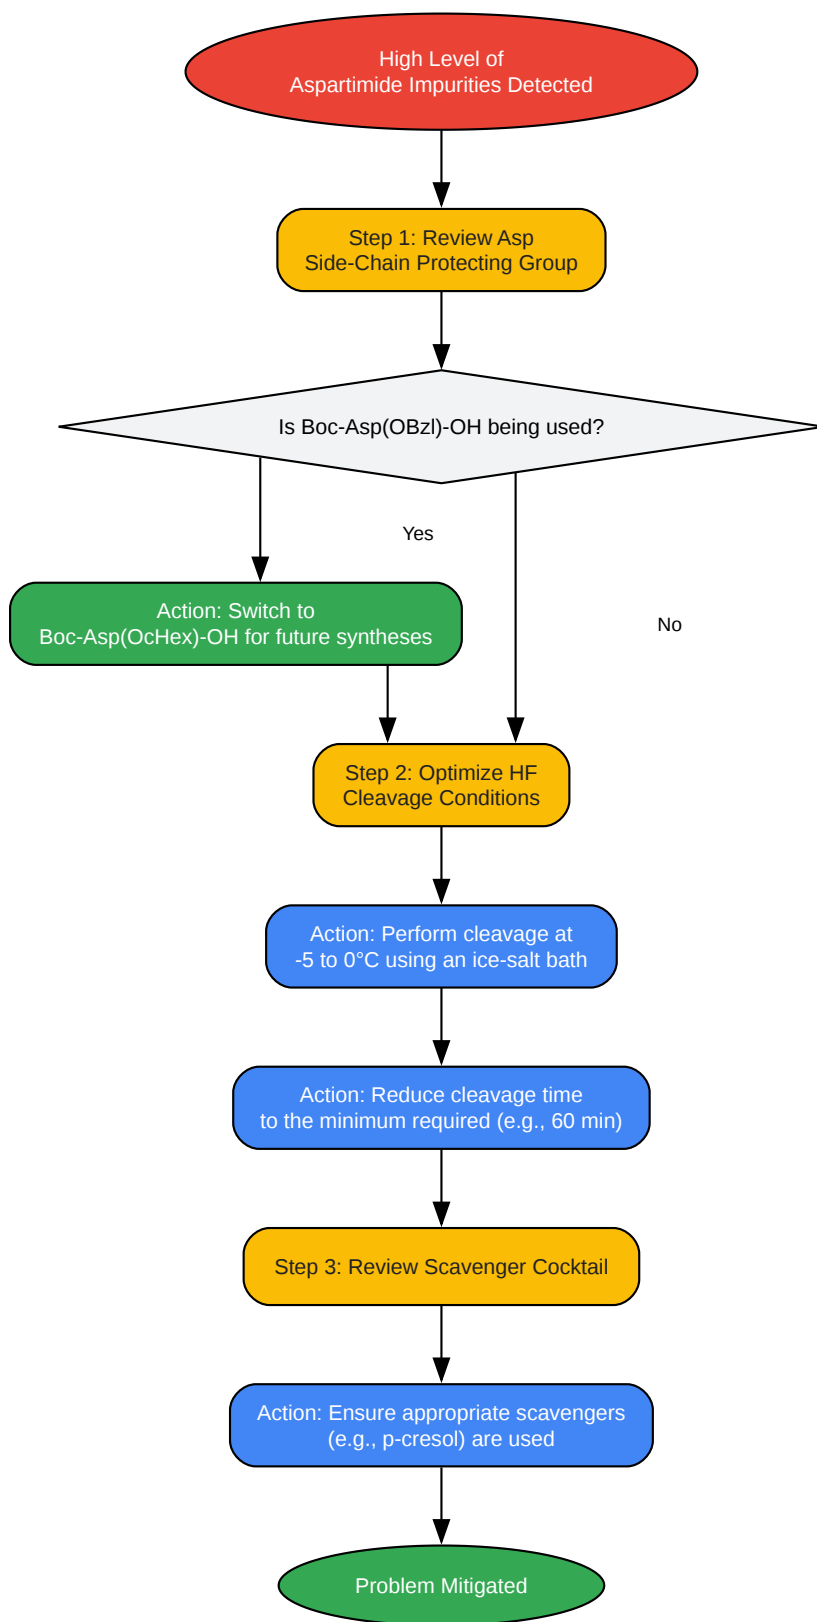 High Level of
Aspartimide Impurities Detected
Step 1: Review Asp
Side-Chain Protecting Group
Is Boc-Asp(OBzl)-OH being used?
Yes
Action: Switch to
Boc-Asp(OcHex)-OH for future syntheses
No
Step 2: Optimize HF
Cleavage Conditions
Action: Perform cleavage at
-5 to 0°C using an ice-salt bath
Action: Reduce cleavage time
to the minimum required (e.g., 60 min)
Step 3: Review Scavenger Cocktail
Action: Ensure appropriate scavengers
(e.g., p-cresol) are used
Problem Mitigated